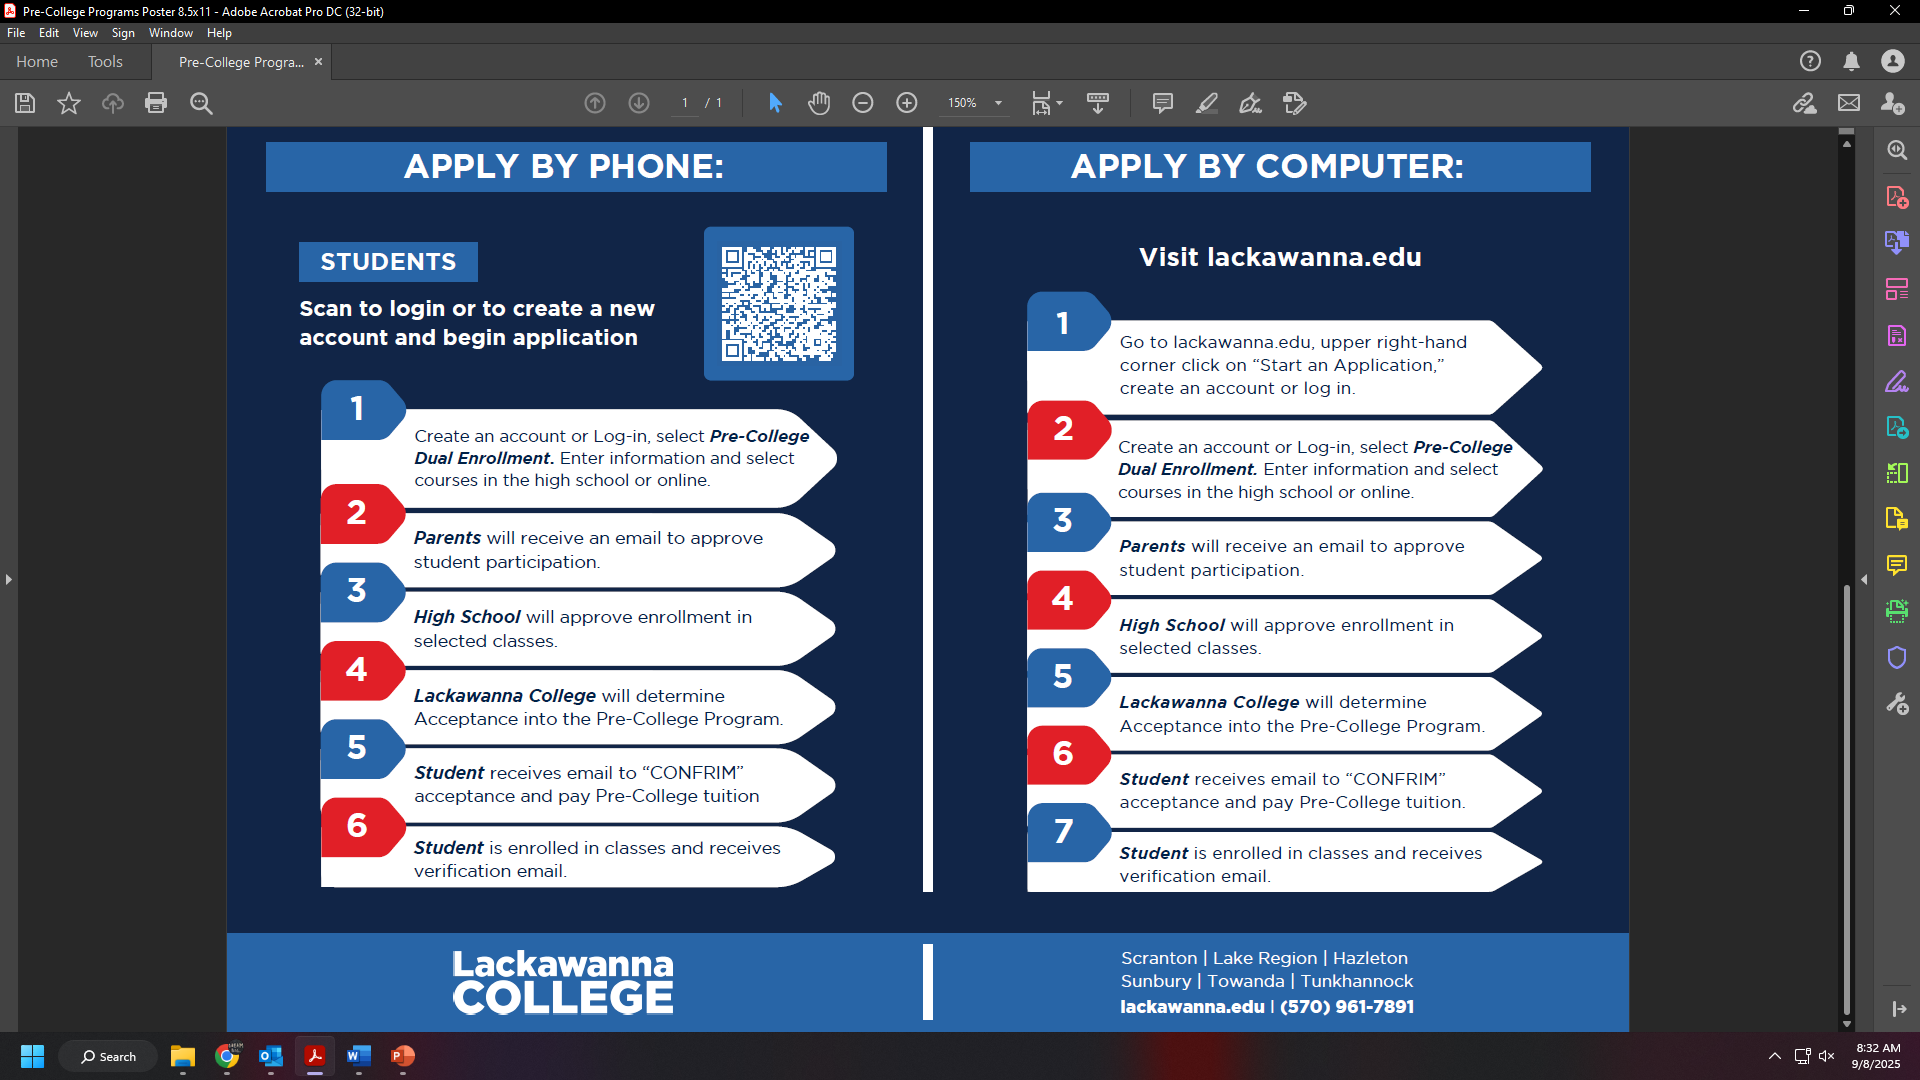 Pre-College Programs Poster 8.5x11 - Adobe Acrobat Pro DC (32-bit)
File Edit View Sign Window Help
Home Tools Pre-College Progra... ×
1 / 1 150%
APPLY BY PHONE:
STUDENTS
Scan to login or to create a new
account and begin application
1
Create an account or Log-in, select Pre-College
Dual Enrollment. Enter information and select
courses in the high school or online.
2
Parents will receive an email to approve
student participation.
3
High School will approve enrollment in
selected classes.
4
Lackawanna College will determine
Acceptance into the Pre-College Program.
5
Student receives email to “CONFRIM”
acceptance and pay Pre-College tuition
6
Student is enrolled in classes and receives
verification email.
APPLY BY COMPUTER:
Visit lackawanna.edu
1
Go to lackawanna.edu, upper right-hand
corner click on “Start an Application,”
create an account or log in.
2
Create an account or Log-in, select Pre-College
Dual Enrollment. Enter information and select
courses in the high school or online.
3
Parents will receive an email to approve
student participation.
4
High School will approve enrollment in
selected classes.
5
Lackawanna College will determine
Acceptance into the Pre-College Program.
6
Student receives email to “CONFRIM”
acceptance and pay Pre-College tuition.
7
Student is enrolled in classes and receives
verification email.
Lackawanna
COLLEGE
Scranton | Lake Region | Hazleton
Sunbury | Towanda | Tunkhannock
lackawanna.edu | (570) 961-7891
Search
8:32 AM
9/8/2025